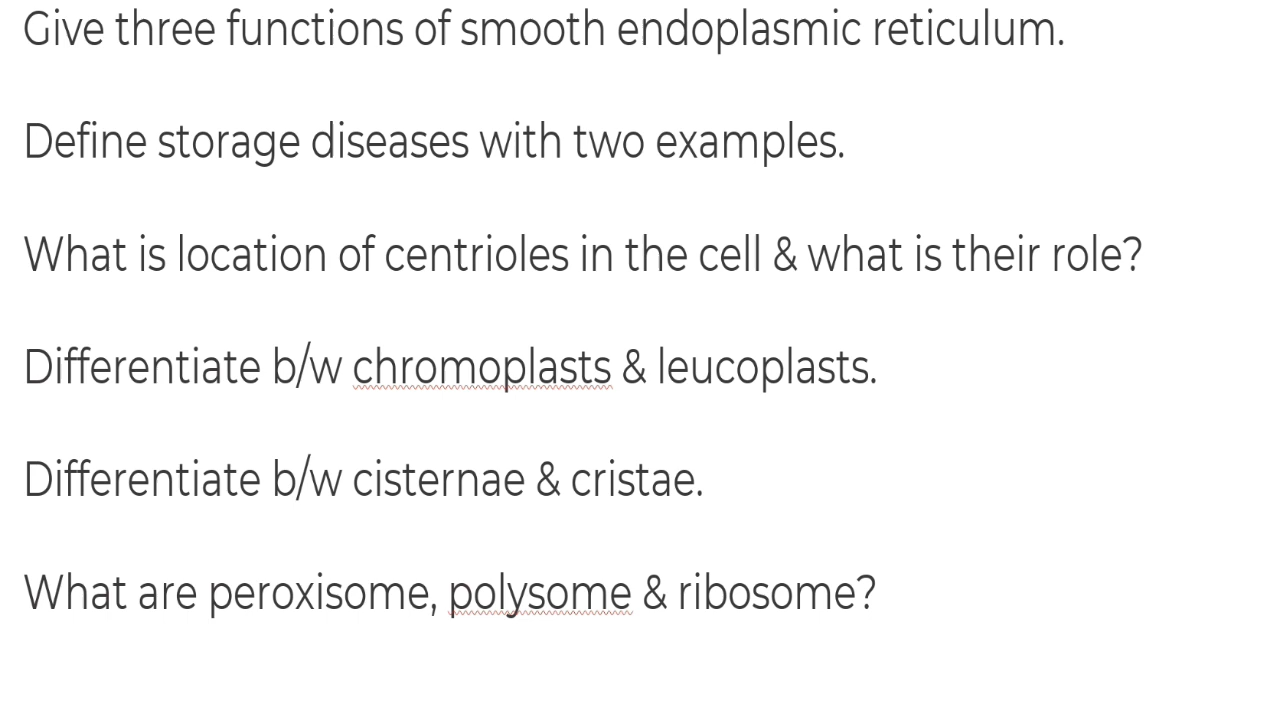 Give three functions of smooth endoplasmic reticulum.
Define storage diseases with two examples.
What is location of centrioles in the cell & what is their role?
Differentiate b/w chromoplasts & leucoplasts.
Differentiate b/w cisternae & cristae.
What are peroxisome, polysome & ribosome?